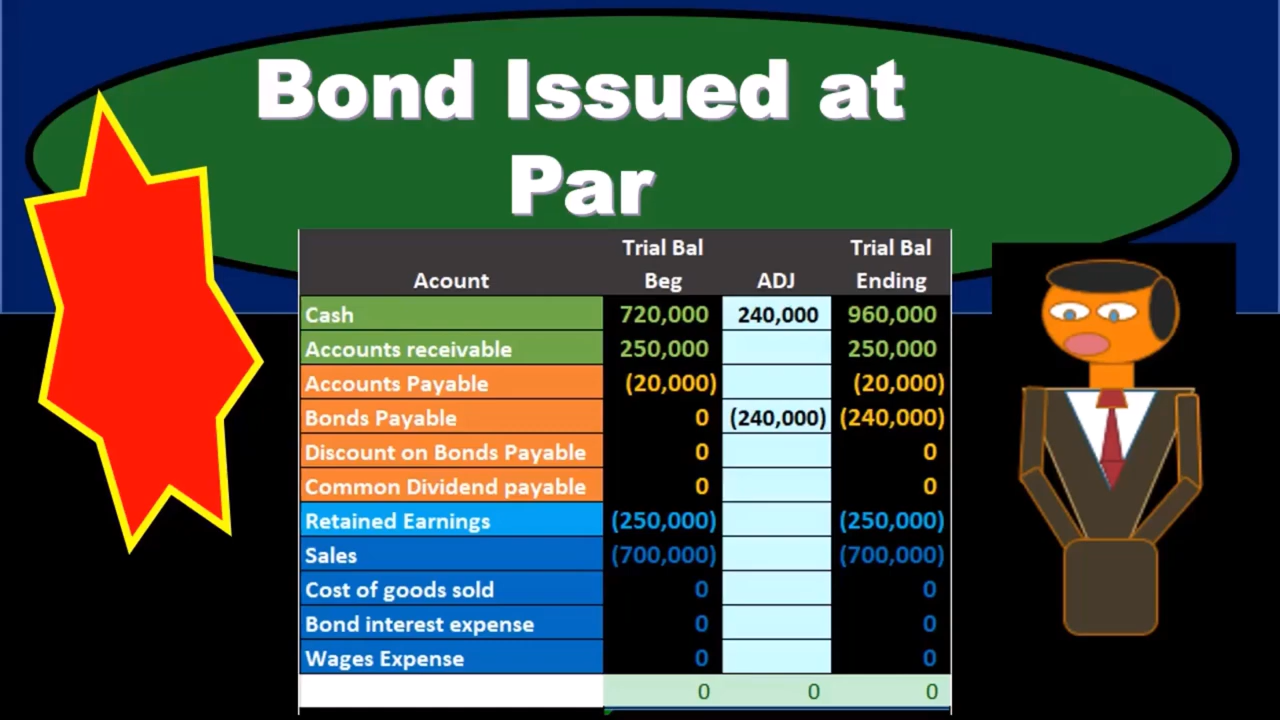 Bond Issued at
Par
Trial Bal Trial Bal
Acount Beg ADJ Ending
Cash 720,000 240,000 960,000
Accounts receivable 250,000 250,000
Accounts Payable (20,000) (20,000)
Bonds Payable 0 (240,000) (240,000)
Discount on Bonds Payable 0 0
Common Dividend payable 0 0
Retained Earnings (250,000) (250,000)
Sales (700,000) (700,000)
Cost of goods sold 0 0
Bond interest expense 0 0
Wages Expense 0 0
0 0 0